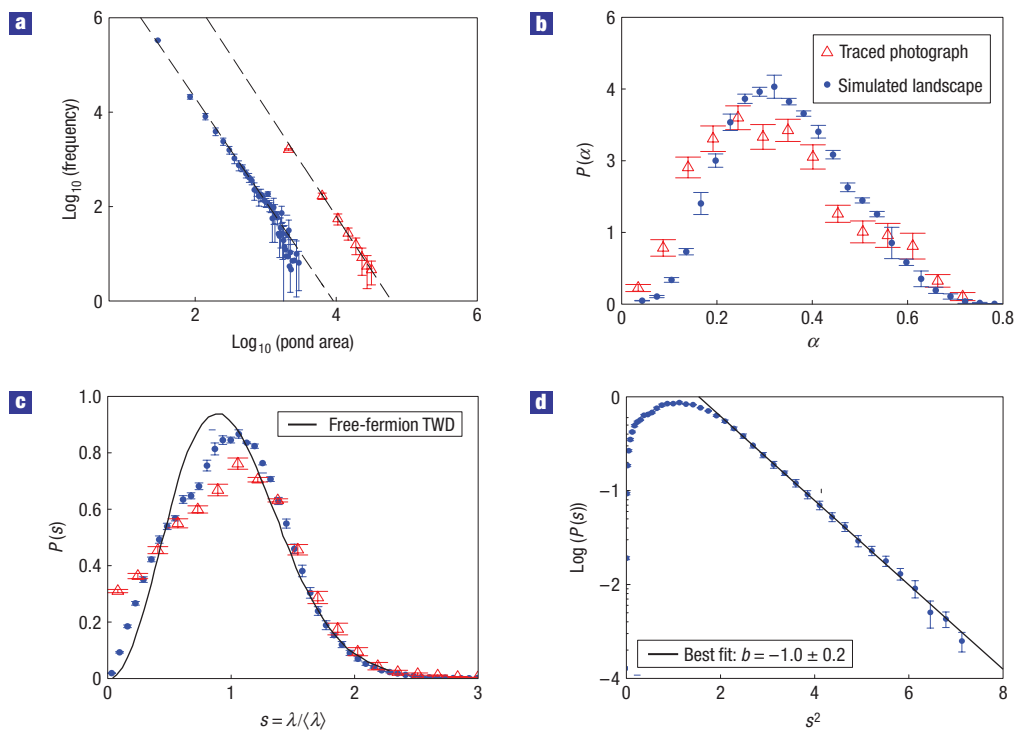 a
6
4
2
0
2
4
6
Log10 (frequency)
Log10 (pond area)
b
6
4
3
1
0
0
0.2
0.4
0.6
0.8
P(α)
α
Traced photograph
Simulated landscape
c
1.0
0.8
0.6
0.4
0.2
0
0
1
2
3
P(s)
s = λ/⟨λ⟩
Free-fermion TWD
d
–0
–1
–2
–4
0
2
4
6
8
Log (P(s))
s²
Best fit: b = –1.0 ± 0.2